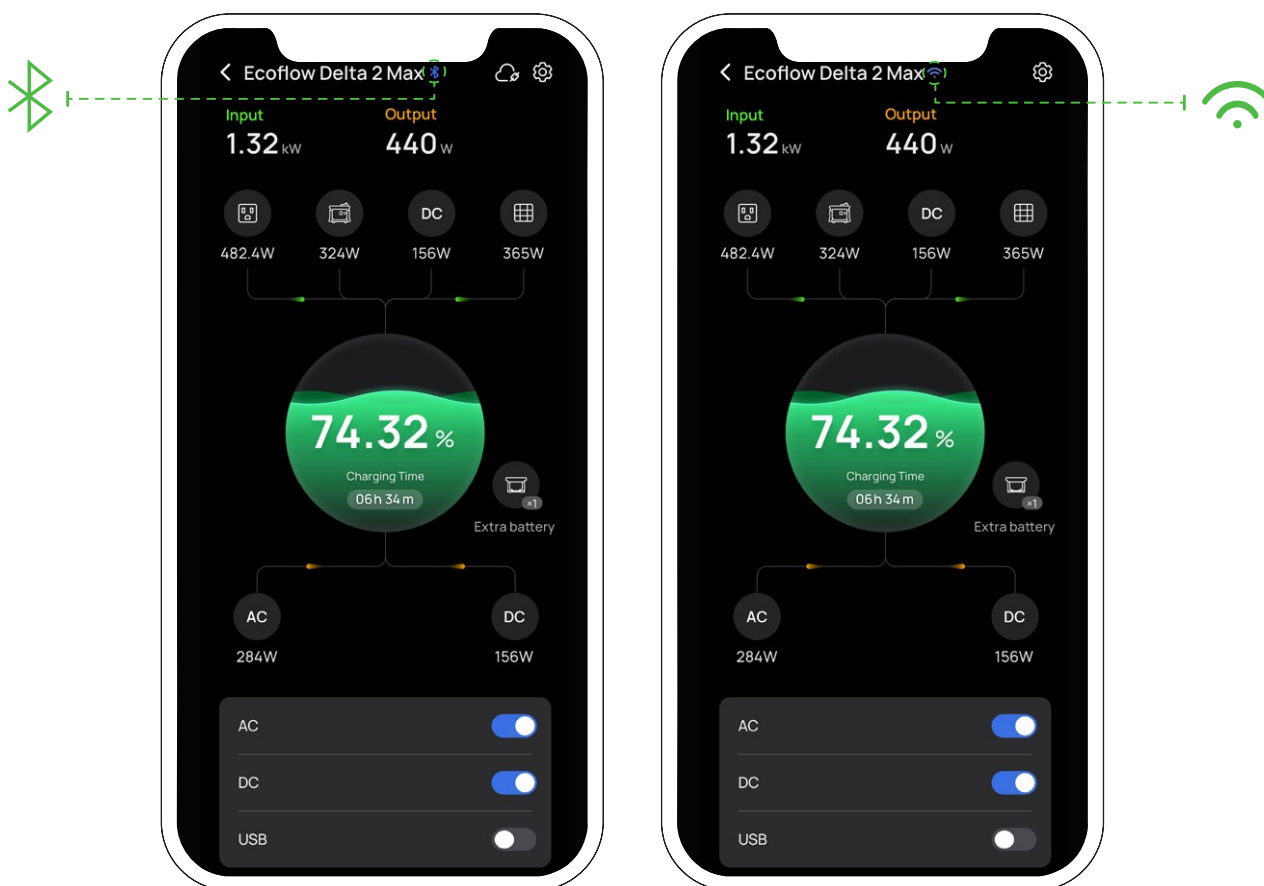 Ecoflow Delta 2 Max
Input
Output
1.32 kW
440 W
DC
482.4W
324W
156W
365W
74.32 %
Charging Time
06h 34m
×1
Extra battery
AC
DC
284W
156W
AC
DC
USB
Ecoflow Delta 2 Max
Input
Output
1.32 kW
440 W
DC
482.4W
324W
156W
365W
74.32 %
Charging Time
06h 34m
×1
Extra battery
AC
DC
284W
156W
AC
DC
USB